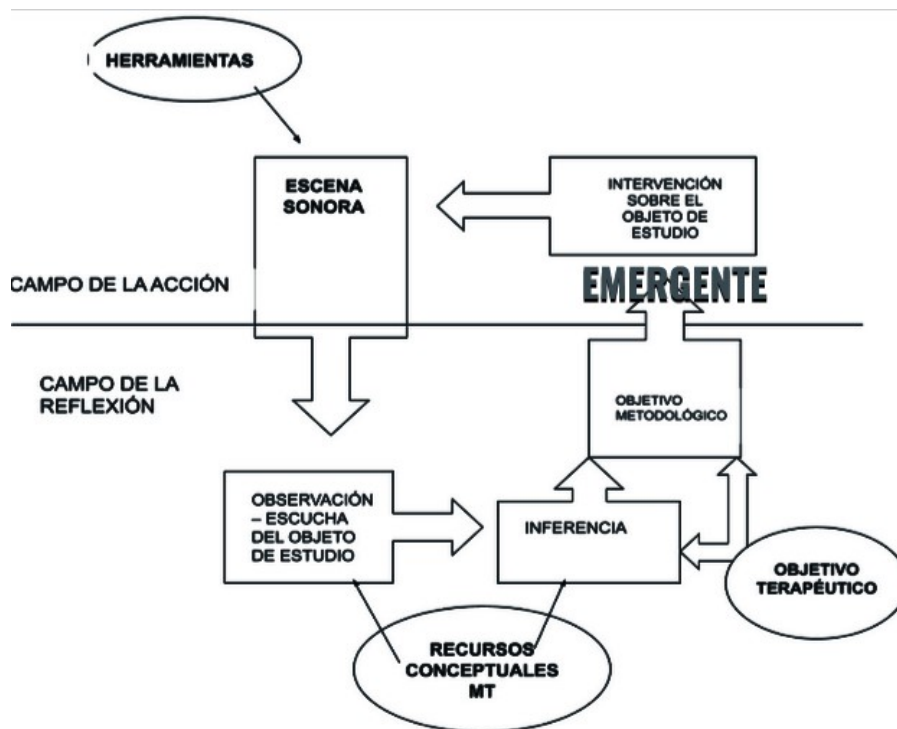 HERRAMIENTAS
ESCENA
SONORA
INTERVENCIÓN
SOBRE EL
OBJETO DE
ESTUDIO
CAMPO DE LA ACCIÓN
EMERGENTE
CAMPO DE LA
REFLEXIÓN
OBJETIVO
METODOLÓGICO
OBSERVACIÓN
– ESCUCHA
DEL OBJETO
DE ESTUDIO
INFERENCIA
OBJETIVO
TERAPÉUTICO
RECURSOS
CONCEPTUALES
MT